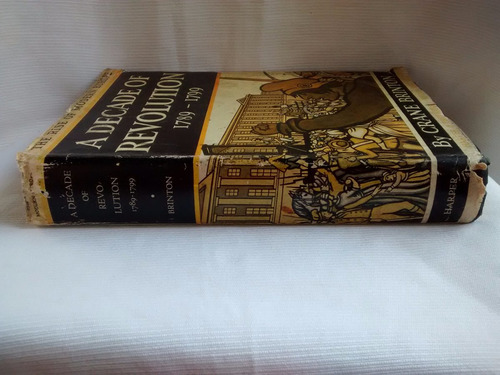 A DECADE OF
REVOLUTION
1789-1799
By CRANE BRINTON
A DECADE
OF
REVO-
LUTION
1789-1799
•
BRINTON
HARPER